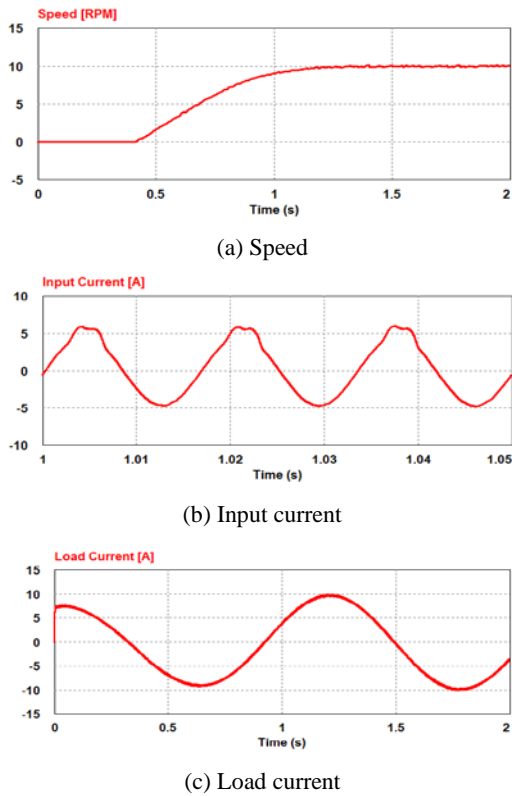 Speed [RPM]
15
10
5
0
-5
0 0.5 1 1.5 2
Time (s)
(a) Speed
Input Current [A]
10
5
0
-5
-10
1 1.01 1.02 1.03 1.04 1.05
Time (s)
(b) Input current
Load Current [A]
15
10
5
0
-5
-10
-15
0 0.5 1 1.5 2
Time (s)
(c) Load current